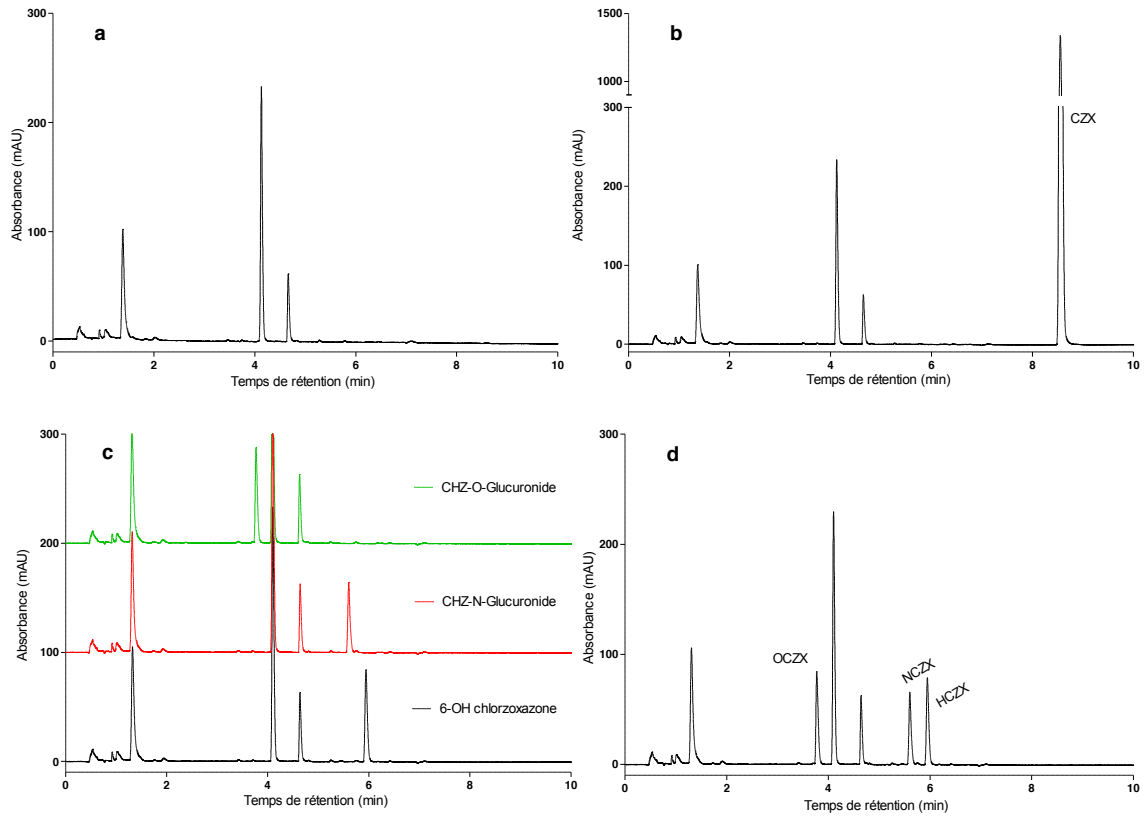 300
a
200
100
0
0 2 4 6 8 10
Absorbance (mAU)
Temps de rétention (min)
1500
b
1000
300
CZX
200
100
0
0 2 4 6 8 10
Absorbance (mAU)
Temps de rétention (min)
300
c
CHZ-O-Glucuronide
200
CHZ-N-Glucuronide
100
6-OH chlorzoxazone
0
0 2 4 6 8 10
Absorbance (mAU)
Temps de rétention (min)
300
d
200
OCZX
NCZX
HCZX
100
0
0 2 4 6 8 10
Absorbance (mAU)
Temps de rétention (min)